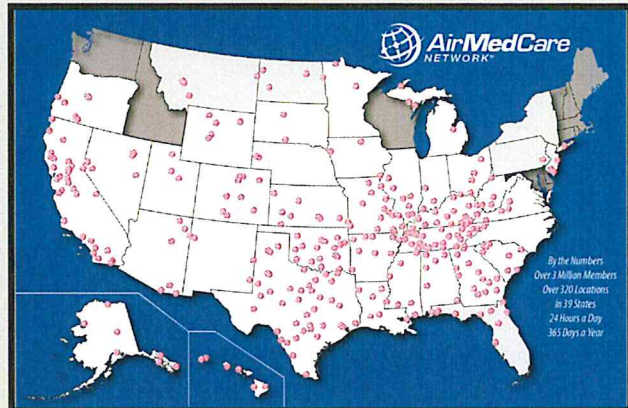 AirMedCare
NETWORK
By the Numbers
Over 3 Million Members
Over 320 Locations
In 39 States
24 Hours a Day
365 Days a Year